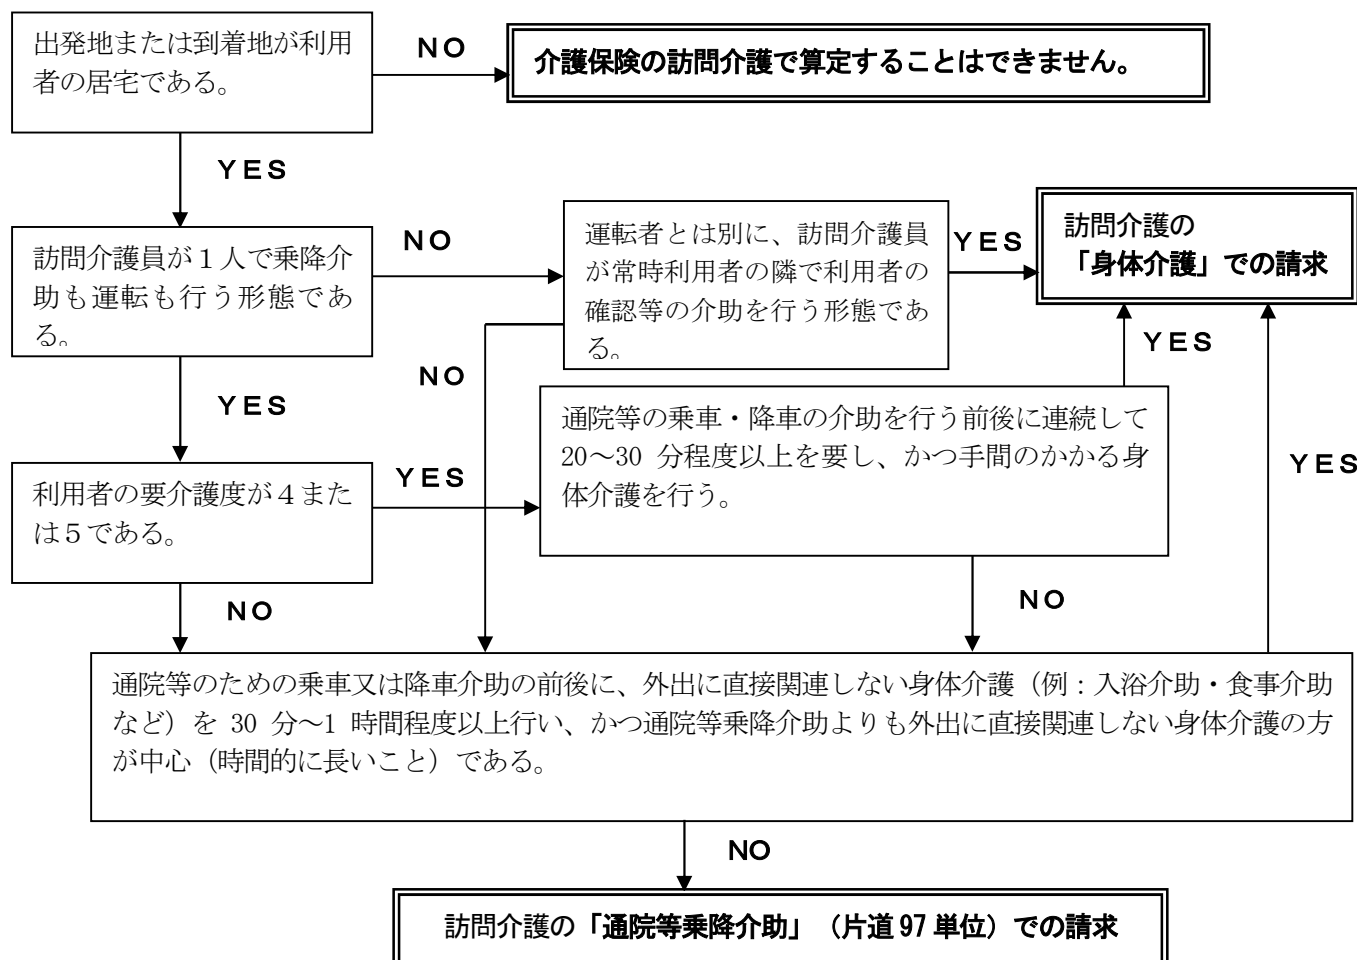 出発地または到着地が利用
者の居宅である。
ＮＯ
介護保険の訪問介護で算定することはできません。
ＹＥＳ
訪問介護員が１人で乗降介
助も運転も行う形態であ
る。
ＮＯ
運転者とは別に、訪問介護員
が常時利用者の隣で利用者の
確認等の介助を行う形態であ
る。
ＹＥＳ
訪問介護の
「身体介護」での請求
ＹＥＳ
ＮＯ
ＹＥＳ
通院等の乗車・降車の介助を行う前後に連続して
20～30 分程度以上を要し、かつ手間のかかる身
体介護を行う。
ＹＥＳ
利用者の要介護度が４また
は５である。
ＹＥＳ
ＮＯ
ＮＯ
通院等のための乗車又は降車介助の前後に、外出に直接関連しない身体介護（例：入浴介助・食事介助
など）を 30 分～1 時間程度以上行い、かつ通院等乗降介助よりも外出に直接関連しない身体介護の方
が中心（時間的に長いこと）である。
ＮＯ
訪問介護の「通院等乗降介助」（片道 97 単位）での請求